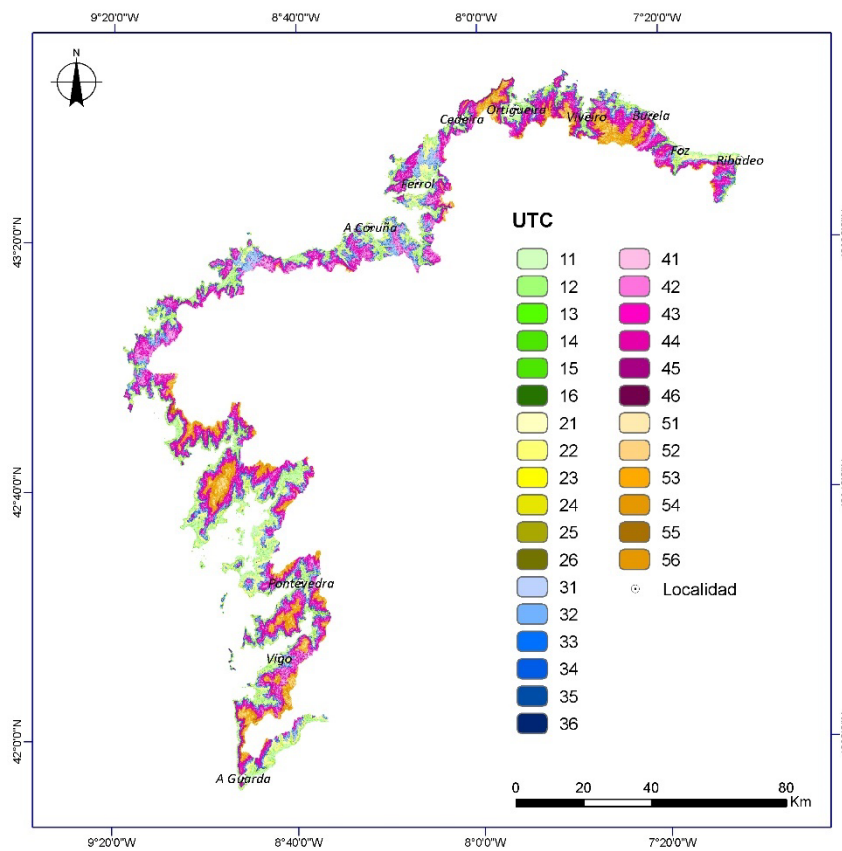 9°20'0"W 8°40'0"W 8°0'0"W 7°20'0"W
N
Cedeira Ortigueira Viveiro Burela
Foz
Ribadeo
Ferrol
A Coruña
43°20'0"N
UTC
11 41
12 42
13 43
14 44
15 45
16 46
21 51
22 52
23 53
24 54
25 55
26 56
31 Localidad
32
33
34
35
36
42°40'0"N
Pontevedra
Vigo
42°0'0"N
A Guarda
0 20 40 80
Km
9°20'0"W 8°40'0"W 8°0'0"W 7°20'0"W